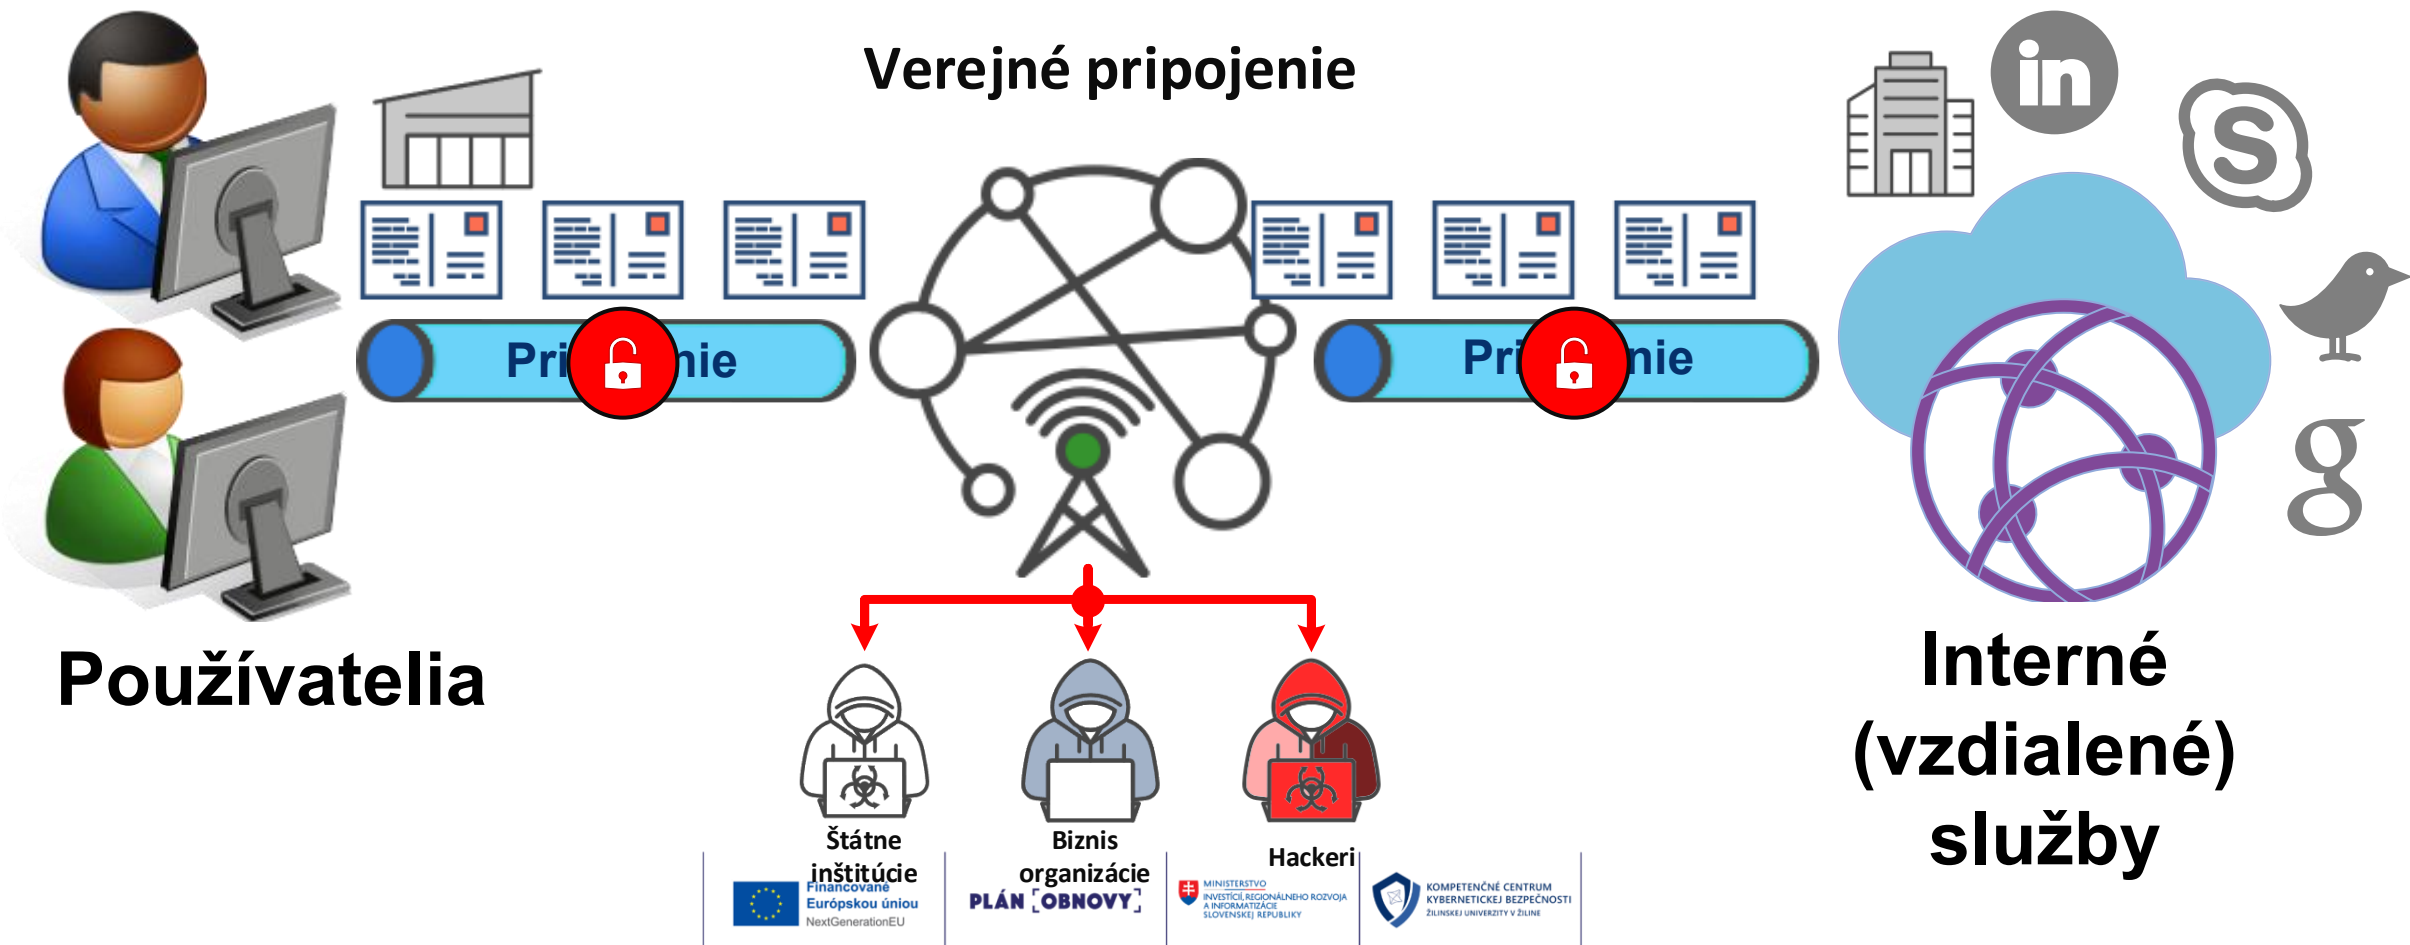 Verejné pripojenie
in
S
Pri nie
Pri nie
g
Používatelia
Interné
(vzdialené)
služby
Štátne
inštitúcie
Biznis
organizácie
Hackeri
Financované
Európskou úniou
NextGenerationEU
PLÁN [OBNOVY]
MINISTERSTVO
INVESTÍCIÍ, REGIONÁLNEHO ROZVOJA
A INFORMATIZÁCIE
SLOVENSKEJ REPUBLIKY
KOMPETENČNÉ CENTRUM
KYBERNETICKEJ BEZPEČNOSTI
ŽILINSKEJ UNIVERZITY V ŽILINE